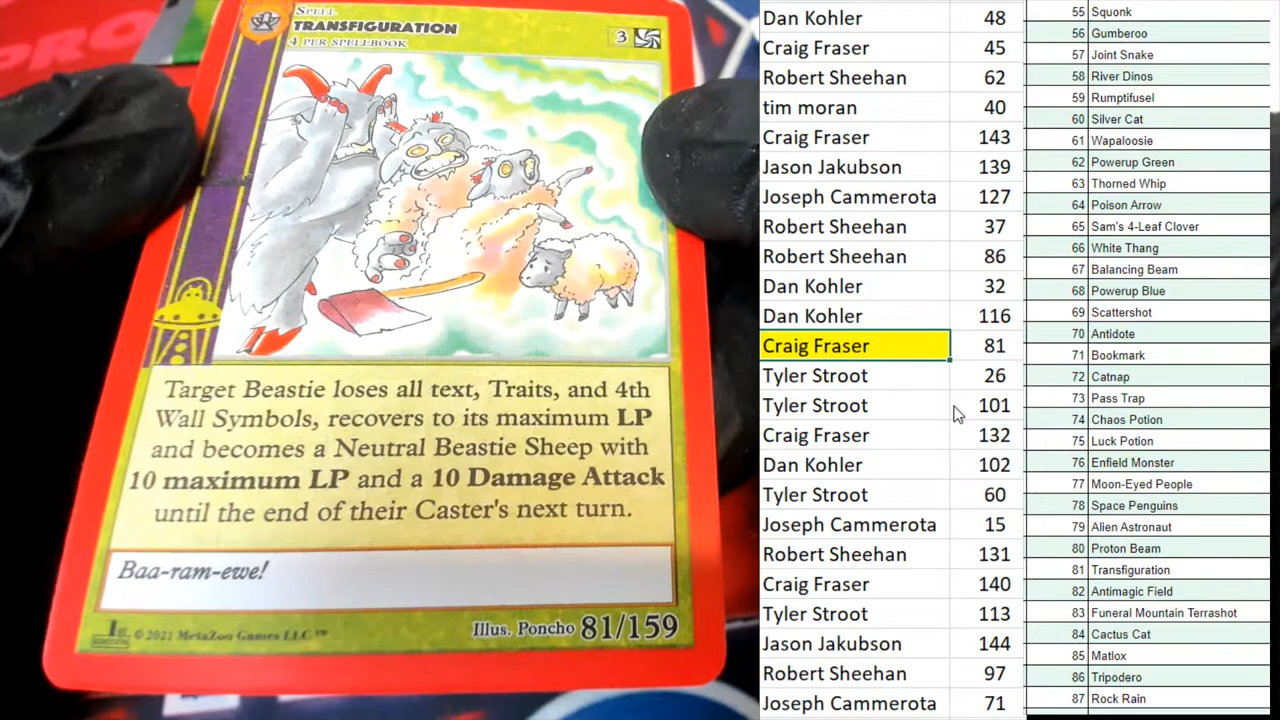 PRO
SPELL
TRANSFIGURATION
4 PER SPELLBOOK
3
Target Beastie loses all text, Traits, and 4th
Wall Symbols, recovers to its maximum LP
and becomes a Neutral Beastie Sheep with
10 maximum LP and a 10 Damage Attack
until the end of their Caster's next turn.
Baa-ram-ewe!
1st
© 2021 MetaZoo Games LLC™
Illus. Poncho 81/159
Dan Kohler 48
Craig Fraser 45
Robert Sheehan 62
tim moran 40
Craig Fraser 143
Jason Jakubson 139
Joseph Cammerota 127
Robert Sheehan 37
Robert Sheehan 86
Dan Kohler 32
Dan Kohler 116
Craig Fraser 81
Tyler Stroot 26
Tyler Stroot 101
Craig Fraser 132
Dan Kohler 102
Tyler Stroot 60
Joseph Cammerota 15
Robert Sheehan 131
Craig Fraser 140
Tyler Stroot 113
Jason Jakubson 144
Robert Sheehan 97
Joseph Cammerota 71
55 Squonk
56 Gumberoo
57 Joint Snake
58 River Dinos
59 Rumptifusel
60 Silver Cat
61 Wapaloosie
62 Powerup Green
63 Thorned Whip
64 Poison Arrow
65 Sam's 4-Leaf Clover
66 White Thang
67 Balancing Beam
68 Powerup Blue
69 Scattershot
70 Antidote
71 Bookmark
72 Catnap
73 Pass Trap
74 Chaos Potion
75 Luck Potion
76 Enfield Monster
77 Moon-Eyed People
78 Space Penguins
79 Alien Astronaut
80 Proton Beam
81 Transfiguration
82 Antimagic Field
83 Funeral Mountain Terrashot
84 Cactus Cat
85 Matlox
86 Tripodero
87 Rock Rain